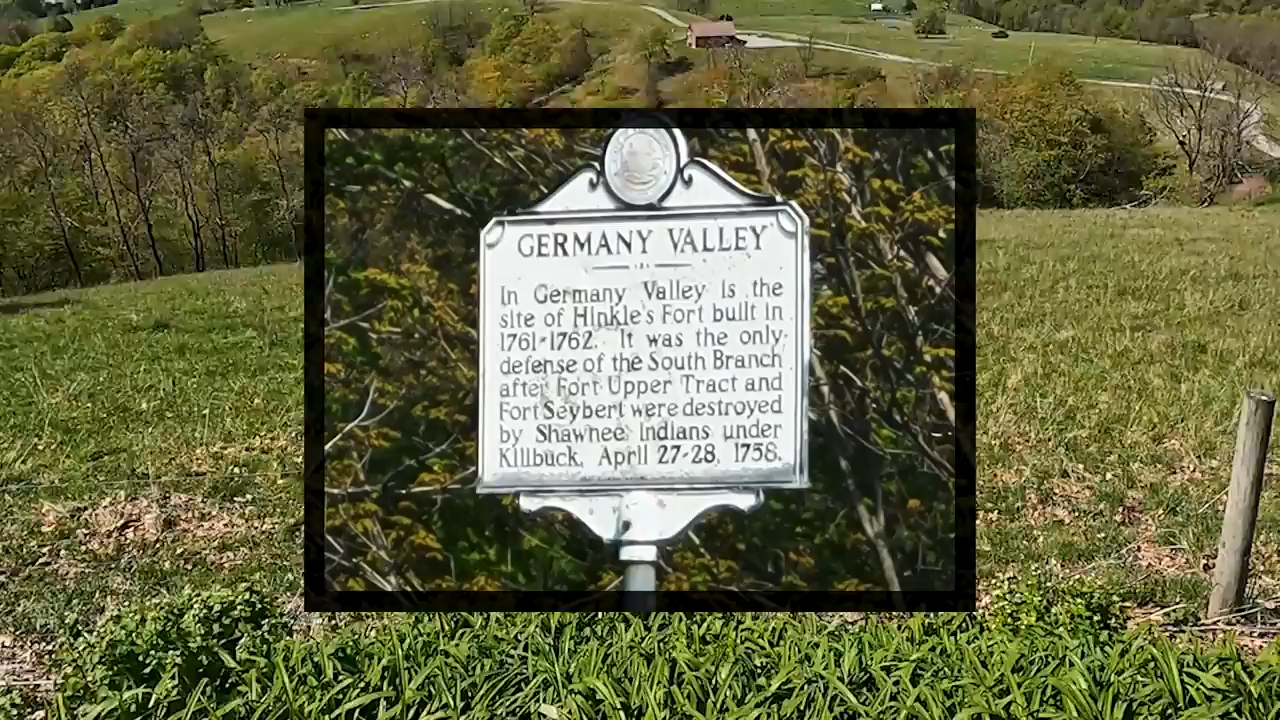 GERMANY VALLEY
In Germany Valley is the
site of Hinkle's Fort built in
1761-1762. It was the only
defense of the South Branch
after Fort Upper Tract and
Fort Seybert were destroyed
by Shawnee Indians under
Killbuck, April 27-28, 1758.